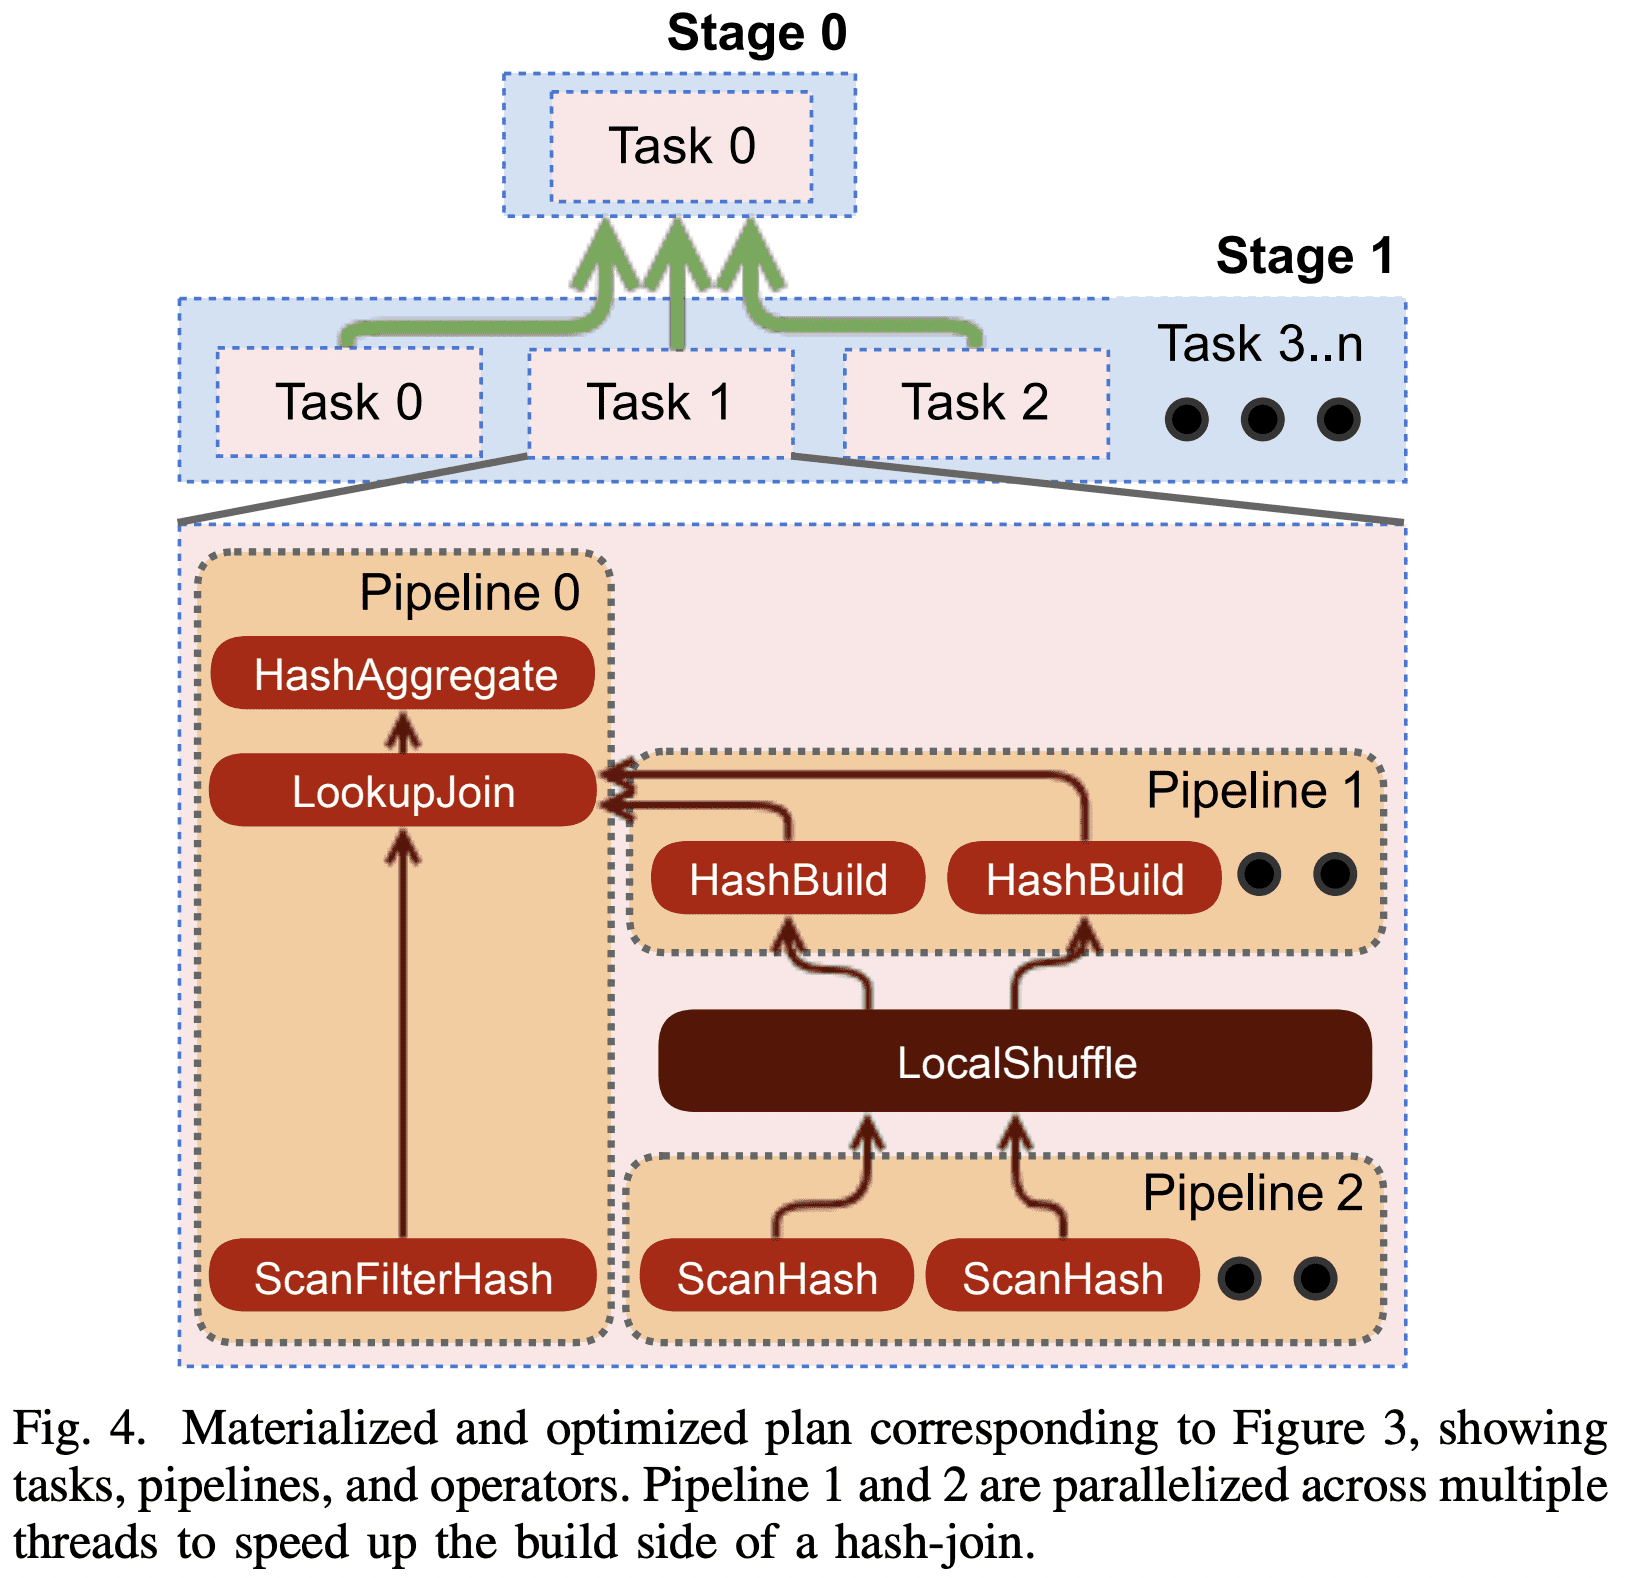 Stage 0
Task 0
Stage 1
Task 3..n
Task 0
Task 1
Task 2
Pipeline 0
HashAggregate
LookupJoin
Pipeline 1
HashBuild
HashBuild
LocalShuffle
Pipeline 2
ScanFilterHash
ScanHash
ScanHash
Fig. 4. Materialized and optimized plan corresponding to Figure 3, showing
tasks, pipelines, and operators. Pipeline 1 and 2 are parallelized across multiple
threads to speed up the build side of a hash-join.